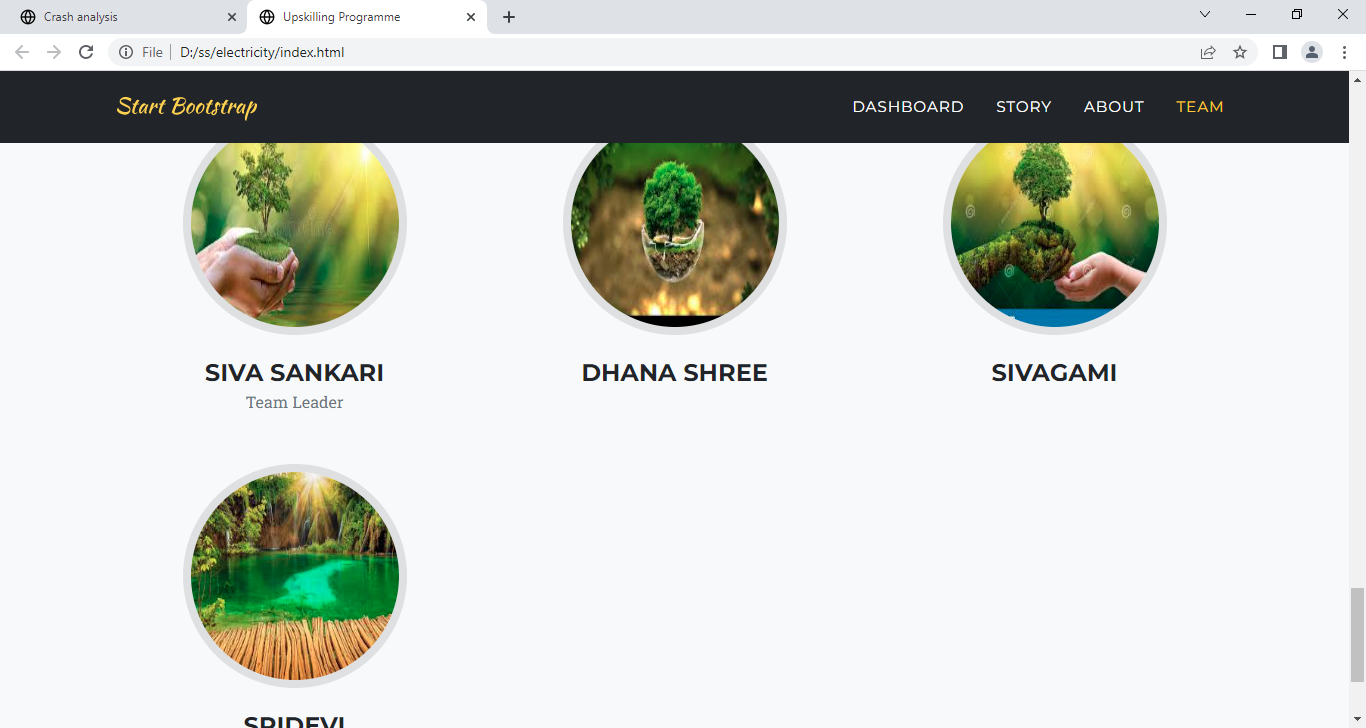 Crash analysis
Upskilling Programme
File
D:/ss/electricity/index.html
Start Bootstrap
DASHBOARD
STORY
ABOUT
TEAM
SIVA SANKARI
DHANA SHREE
SIVAGAMI
Team Leader
SRIDEVI